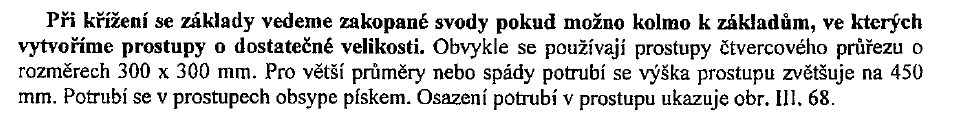 Při křížení se základy vedeme zakopané svody pokud možno kolmo k základům, ve kterých
vytvoříme prostupy o dostatečné velikosti. Obvykle se používají prostupy čtvercového průřezu o
rozměrech 300 x 300 mm. Pro větší průměry nebo spády potrubí se výška prostupu zvětšuje na 450
mm. Potrubí se v prostupech obsype pískem. Osazení potrubí v prostupu ukazuje obr. III. 68.